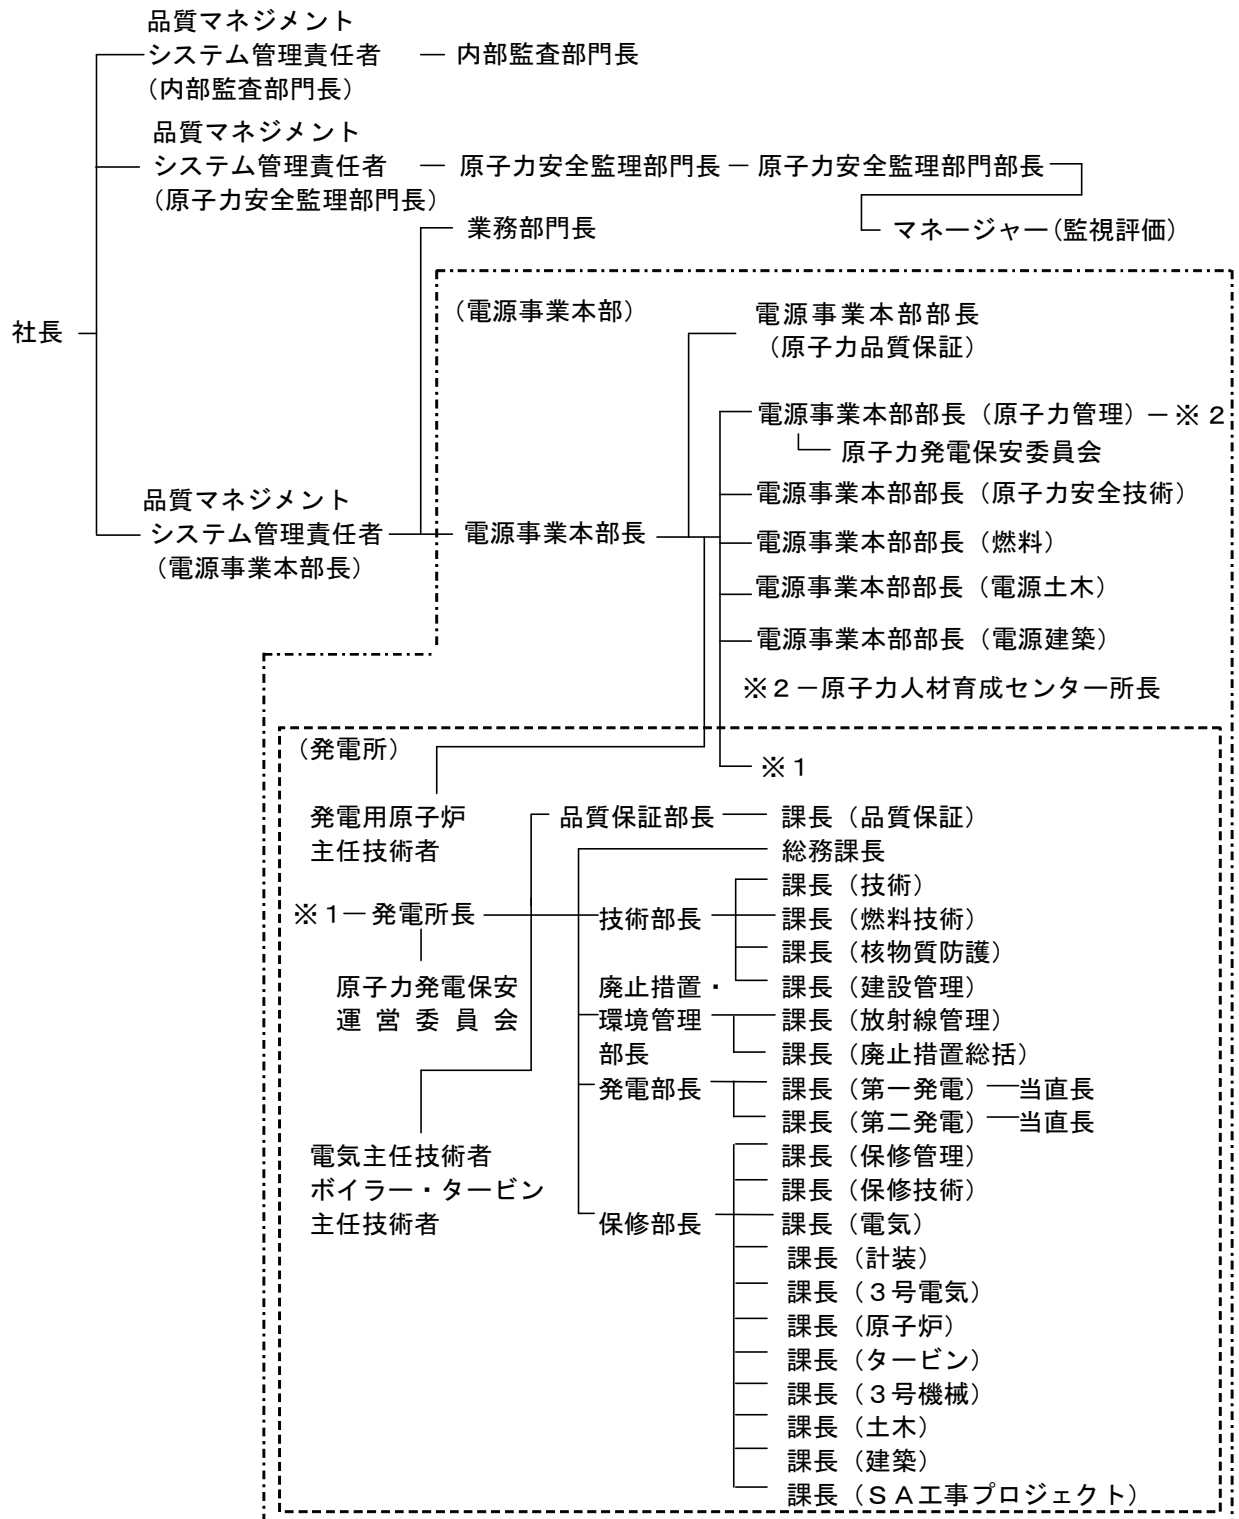 品質マネジメント
システム管理責任者 — 内部監査部門長
(内部監査部門長)
品質マネジメント
システム管理責任者 — 原子力安全監理部門長 － 原子力安全監理部門部長
(原子力安全監理部門長)
マネージャー(監視評価)
業務部門長
社長
(電源事業本部)
電源事業本部部長
(原子力品質保証)
電源事業本部部長(原子力管理)－※2
原子力発電保安委員会
電源事業本部部長(原子力安全技術)
品質マネジメント
システム管理責任者
(電源事業本部長)
電源事業本部長
電源事業本部部長(燃料)
電源事業本部部長(電源土木)
電源事業本部部長(電源建築)
※2－原子力人材育成センター所長
(発電所)
※1
発電用原子炉
主任技術者
品質保証部長
課長(品質保証)
総務課長
課長(技術)
※1－発電所長
技術部長
課長(燃料技術)
課長(核物質防護)
課長(建設管理)
原子力発電保安
運営委員会
廃止措置・
環境管理
部長
課長(放射線管理)
課長(廃止措置総括)
発電部長
課長(第一発電)—当直長
課長(第二発電)—当直長
電気主任技術者
ボイラー・タービン
主任技術者
保修部長
課長(保修管理)
課長(保修技術)
課長(電気)
課長(計装)
課長(3号電気)
課長(原子炉)
課長(タービン)
課長(3号機械)
課長(土木)
課長(建築)
課長(SA工事プロジェクト)